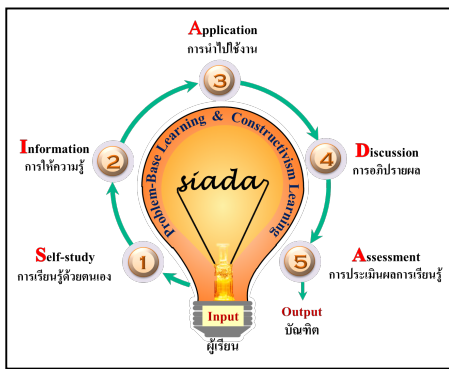 Application
การนำไปใช้งาน
3
Information
การให้ความรู้
2
Problem-Base Learning & Constructivism Learning
siada
4
Discussion
การอภิปรายผล
Self-study
การเรียนรู้ด้วยตนเอง
1
5
Assessment
การประเมินผลการเรียนรู้
Input
ผู้เรียน
Output
บัณฑิต